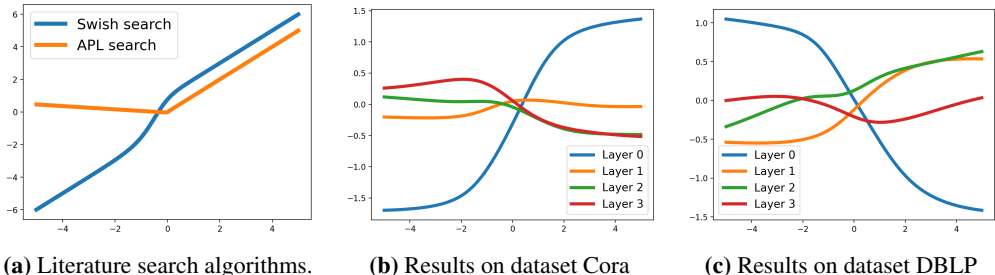 6
4
2
0
−2
−4
−6
−4
−2
0
2
4
Swish search
APL search
1.5
1.0
0.5
0.0
−0.5
−1.0
−1.5
−4
−2
0
2
4
Layer 0
Layer 1
Layer 2
Layer 3
1.0
0.5
0.0
−0.5
−1.0
−1.5
−4
−2
0
2
4
Layer 0
Layer 1
Layer 2
Layer 3
(a) Literature search algorithms.
(b) Results on dataset Cora
(c) Results on dataset DBLP